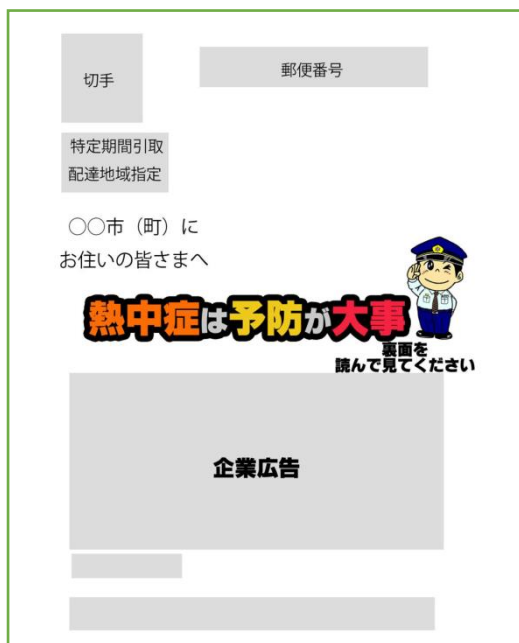 切手
郵便番号
特定期間引取
配達地域指定
○○市（町）に
お住いの皆さまへ
熱中症は予防が大事
裏面を
読んで見てください
企業広告